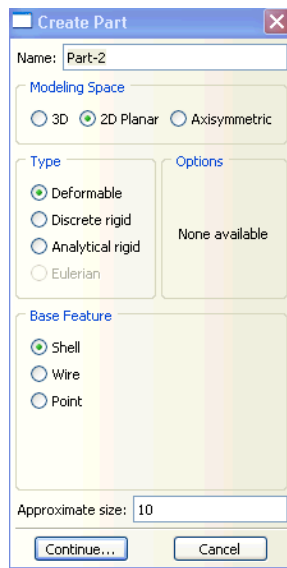 Create Part
Name: Part-2
Modeling Space
3D 2D Planar Axisymmetric
Type
Deformable
Discrete rigid
Analytical rigid
Eulerian
Options
None available
Base Feature
Shell
Wire
Point
Approximate size: 10
Continue... Cancel